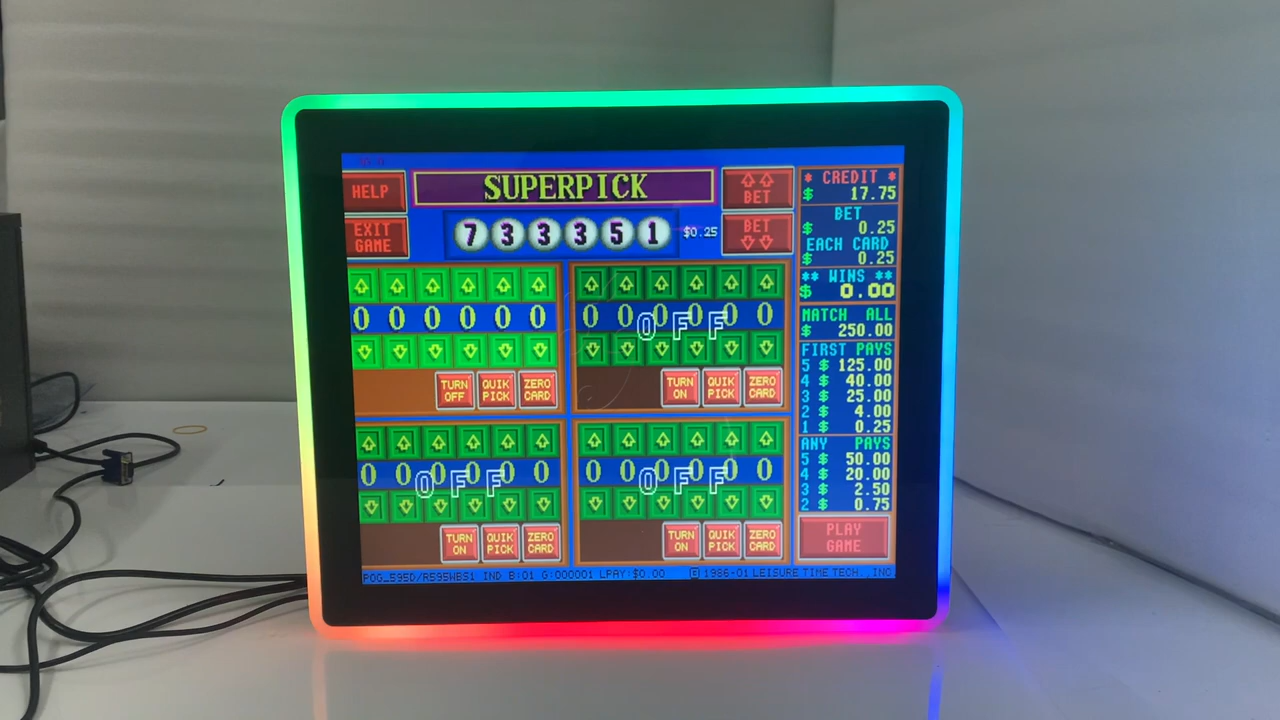 HELP
SUPERPICK
BET
EXIT GAME
7 3 3 3 5 1 $0.25
BET
0 0 0 0 0 0
TURN OFF
QUIK PICK
ZERO CARD
0 0 0 0 0 0
OFF
TURN ON
QUIK PICK
ZERO CARD
0 0 0 0 0 0
OFF
TURN ON
QUIK PICK
ZERO CARD
0 0 0 0 0 0
OFF
TURN ON
QUIK PICK
ZERO CARD
* CREDIT *
$ 17.75
BET
$ 0.25
EACH CARD
$ 0.25
** WINS **
$ 0.00
MATCH ALL
$ 250.00
FIRST PAYS
5 $ 125.00
4 $ 40.00
3 $ 25.00
2 $ 4.00
1 $ 0.25
ANY PAYS
5 $ 50.00
4 $ 20.00
3 $ 2.50
2 $ 0.75
PLAY GAME
POG_595D/R595WBS1 IND B:01 G:000001 LPAY:$0.00 © 1986-01 LEISURE TIME TECH., INC